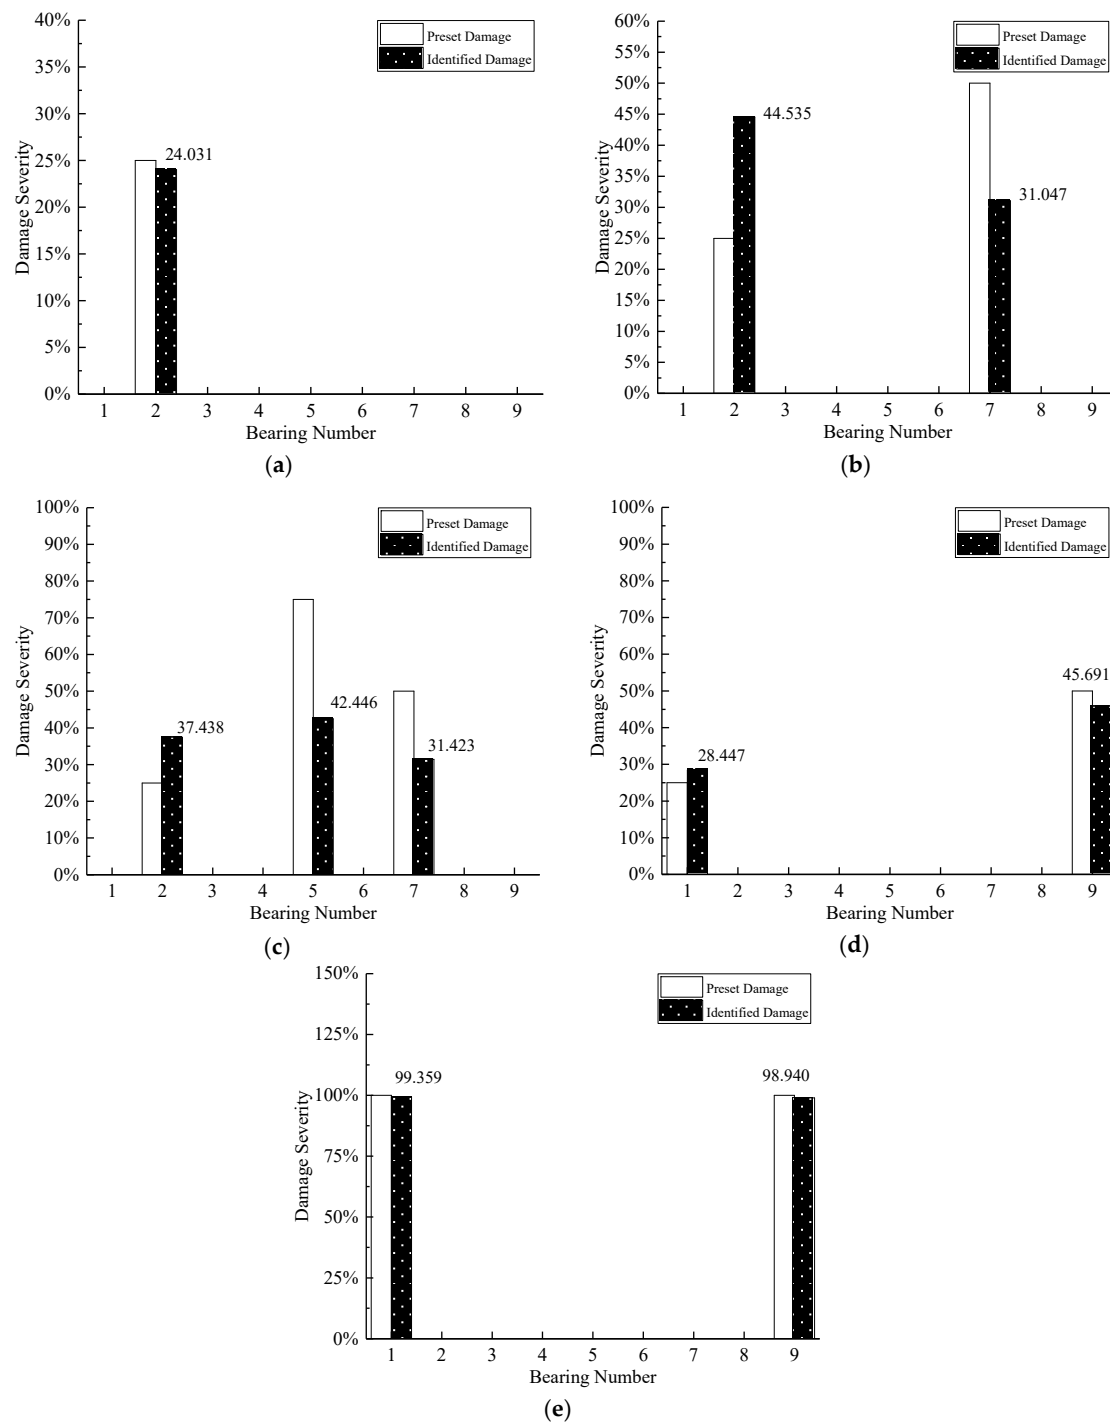 40%
35%
30%
25%
20%
15%
10%
5%
0%
Damage Severity
Preset Damage
Identified Damage
24.031
1 2 3 4 5 6 7 8 9
Bearing Number
(a)
60%
55%
50%
45%
40%
35%
30%
25%
20%
15%
10%
5%
0%
Damage Severity
Preset Damage
Identified Damage
44.535
31.047
1 2 3 4 5 6 7 8 9
Bearing Number
(b)
100%
90%
80%
70%
60%
50%
40%
30%
20%
10%
0%
Damage Severity
Preset Damage
Identified Damage
37.438
42.446
31.423
1 2 3 4 5 6 7 8 9
Bearing Number
(c)
100%
90%
80%
70%
60%
50%
40%
30%
20%
10%
0%
Damage Severity
Preset Damage
Identified Damage
28.447
45.691
1 2 3 4 5 6 7 8 9
Bearing Number
(d)
150%
125%
100%
75%
50%
25%
0%
Damage Severity
Preset Damage
Identified Damage
99.359
98.940
1 2 3 4 5 6 7 8 9
Bearing Number
(e)